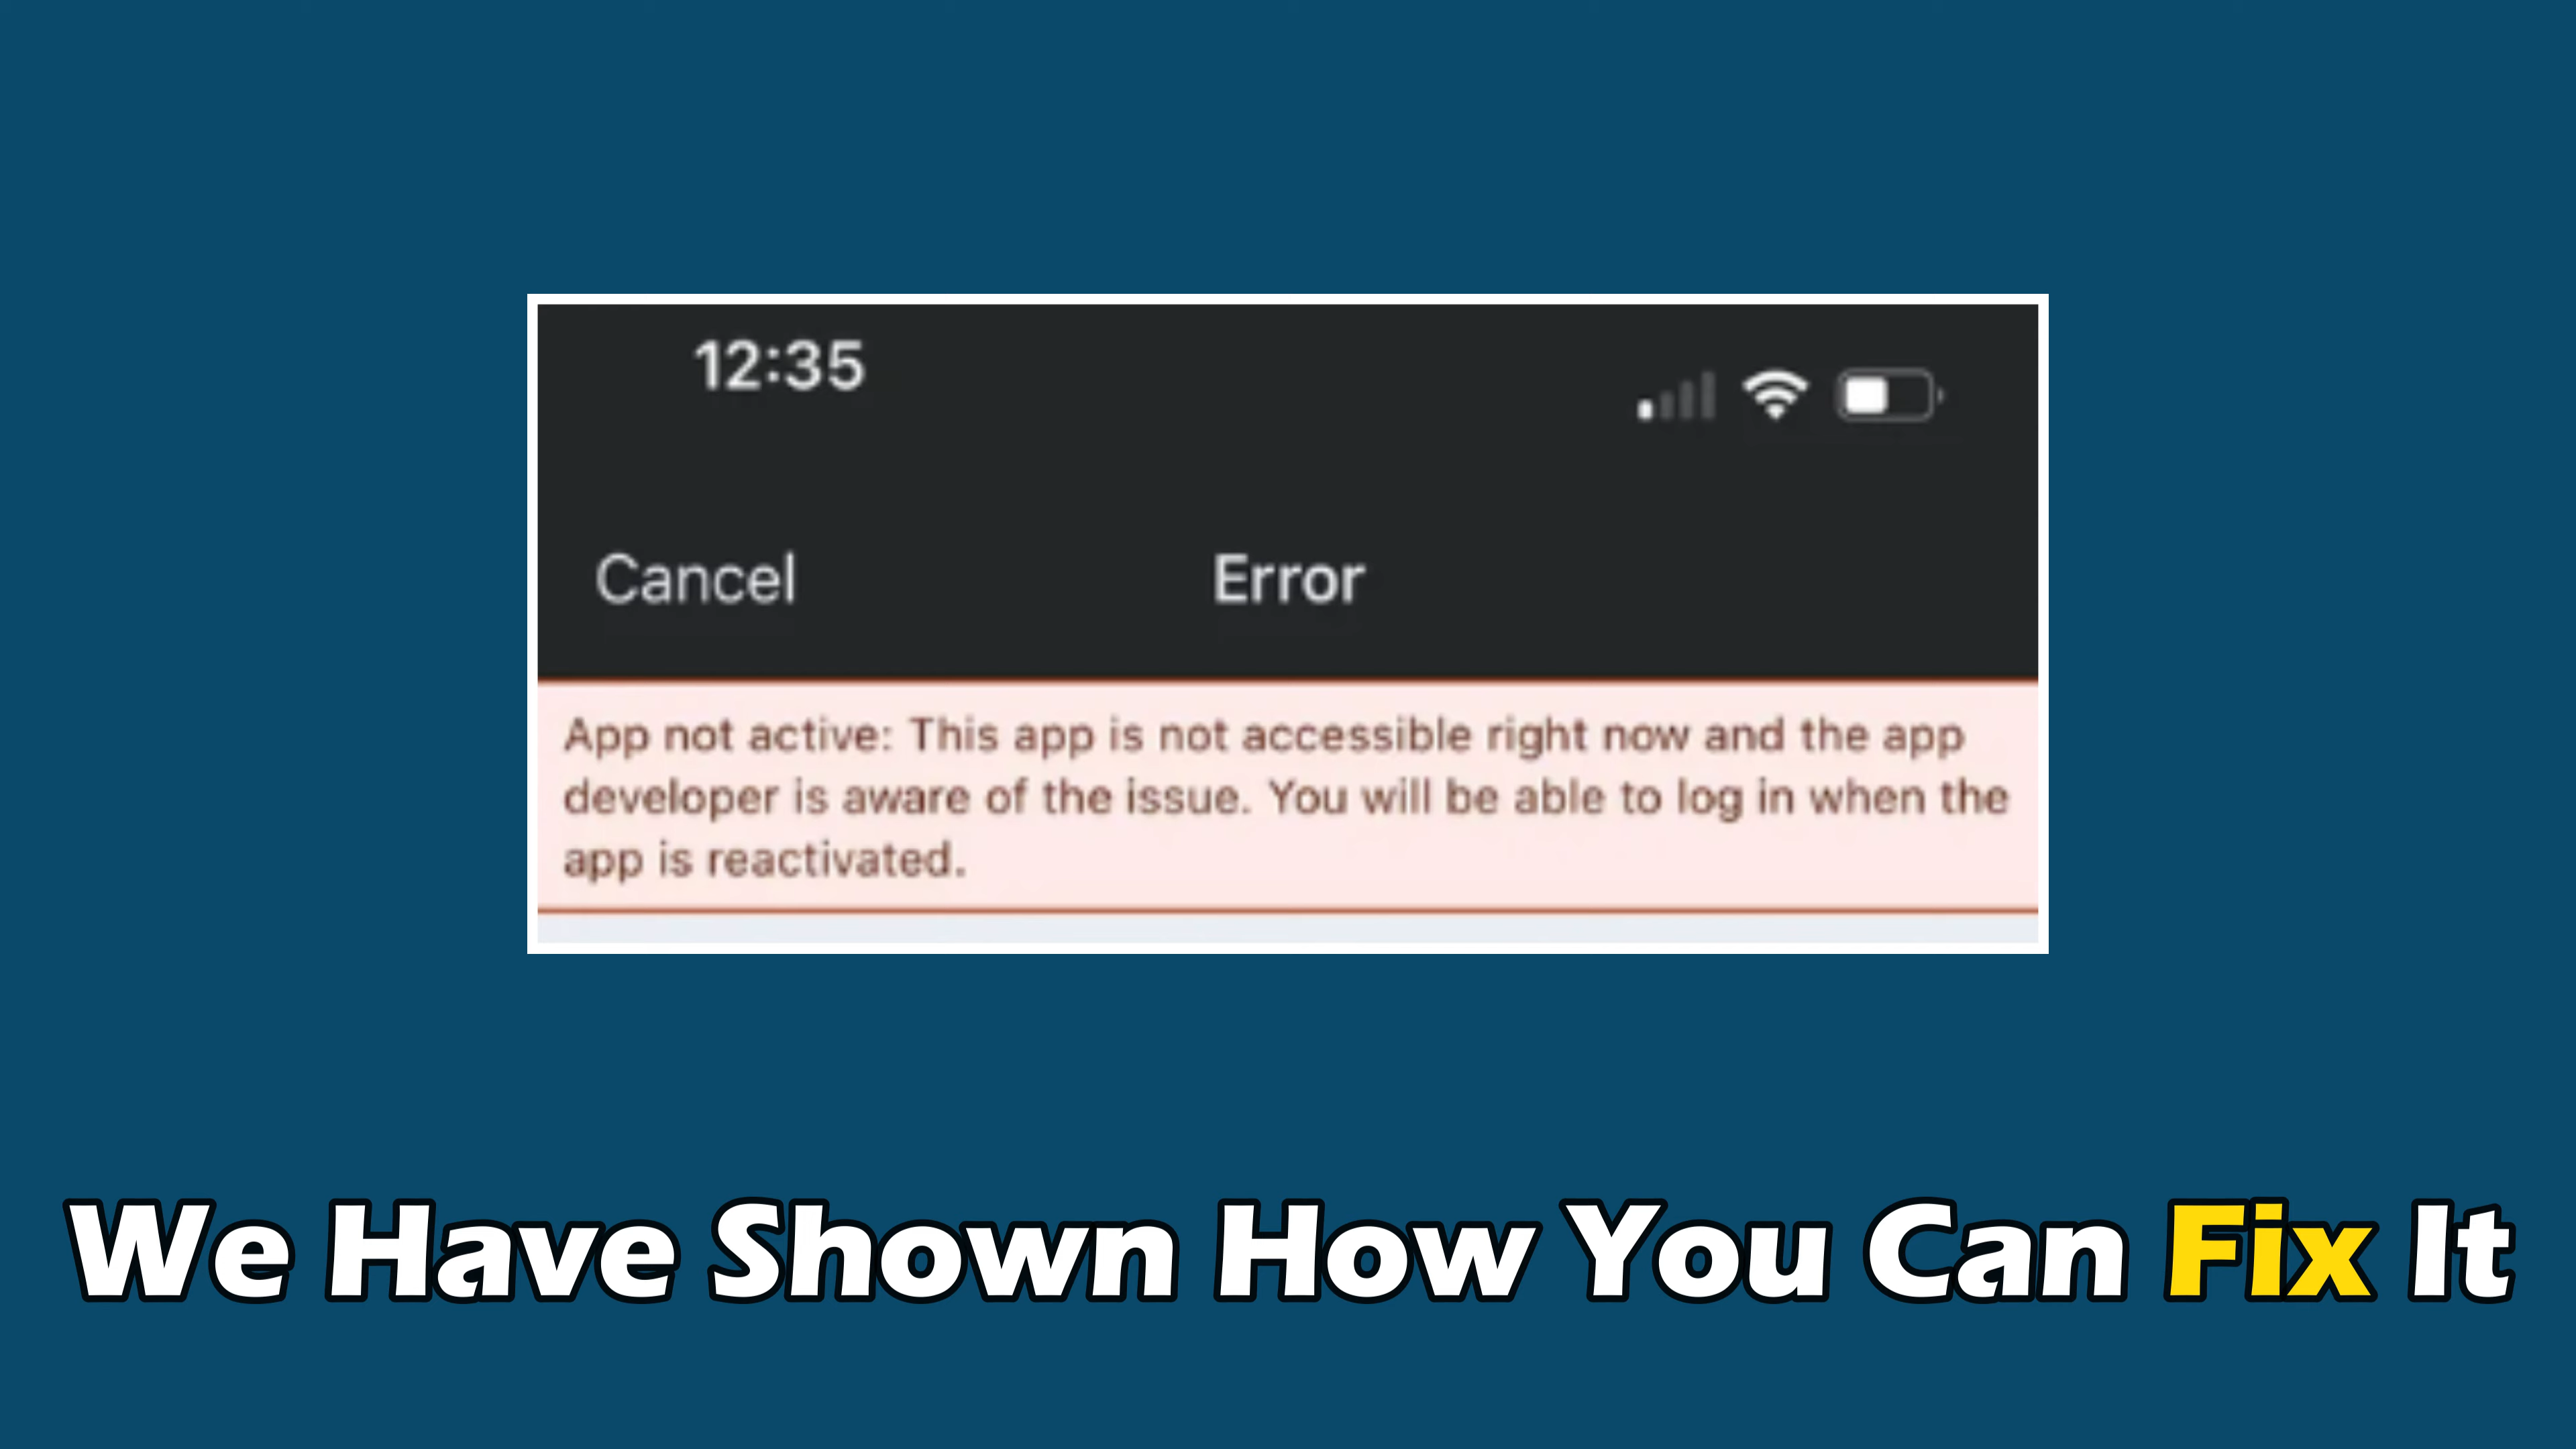 12:35
Cancel
Error
App not active: This app is not accessible right now and the app
developer is aware of the issue. You will be able to log in when the
app is reactivated.
We Have Shown How You Can Fix It